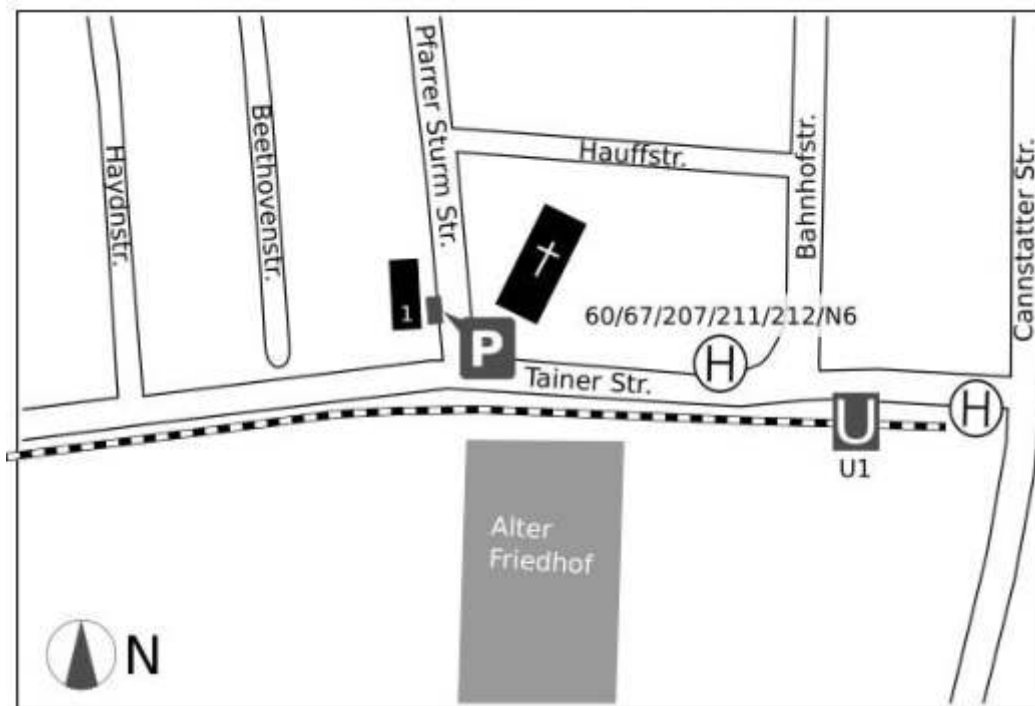 Haydnstr.
Beethovenstr.
Pfarrer Sturm Str.
Hauffstr.
Bahnhofstr.
Cannstatter Str.
1
P
60/67/207/211/212/N6
H
Tainer Str.
H
U
U1
Alter
Friedhof
N